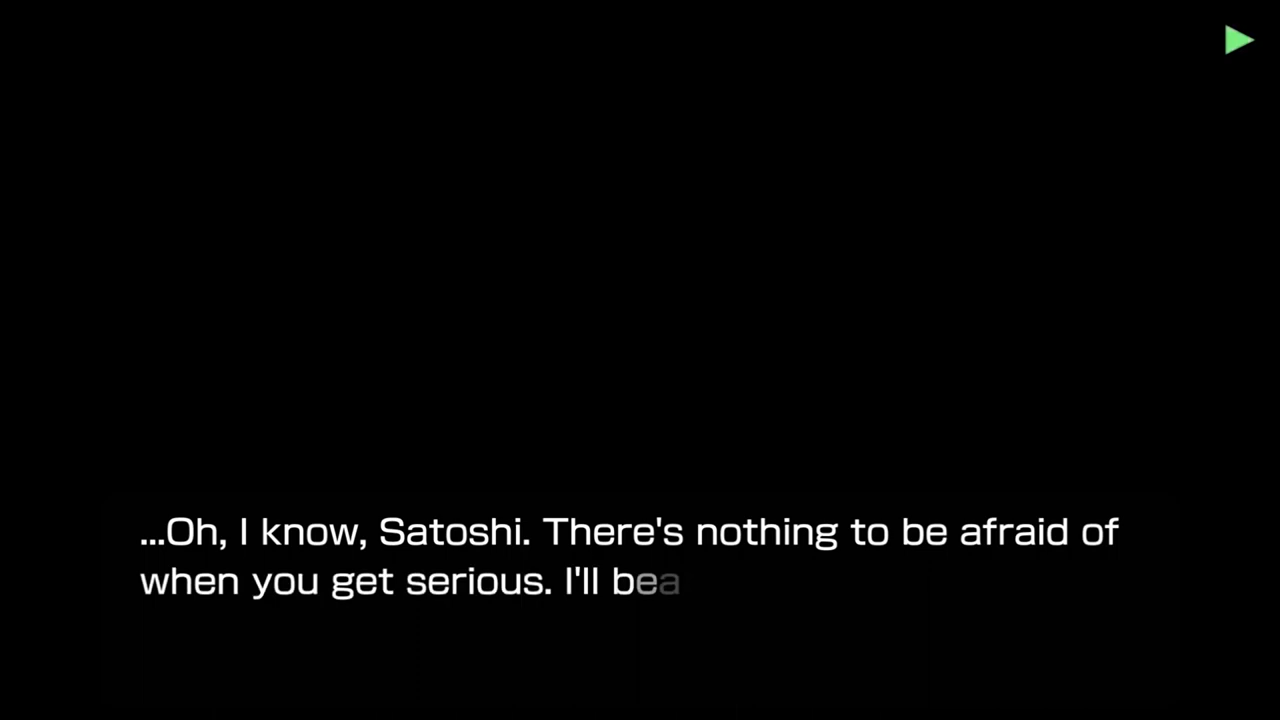 ...Oh, I know, Satoshi. There's nothing to be afraid of
when you get serious. I'll bea